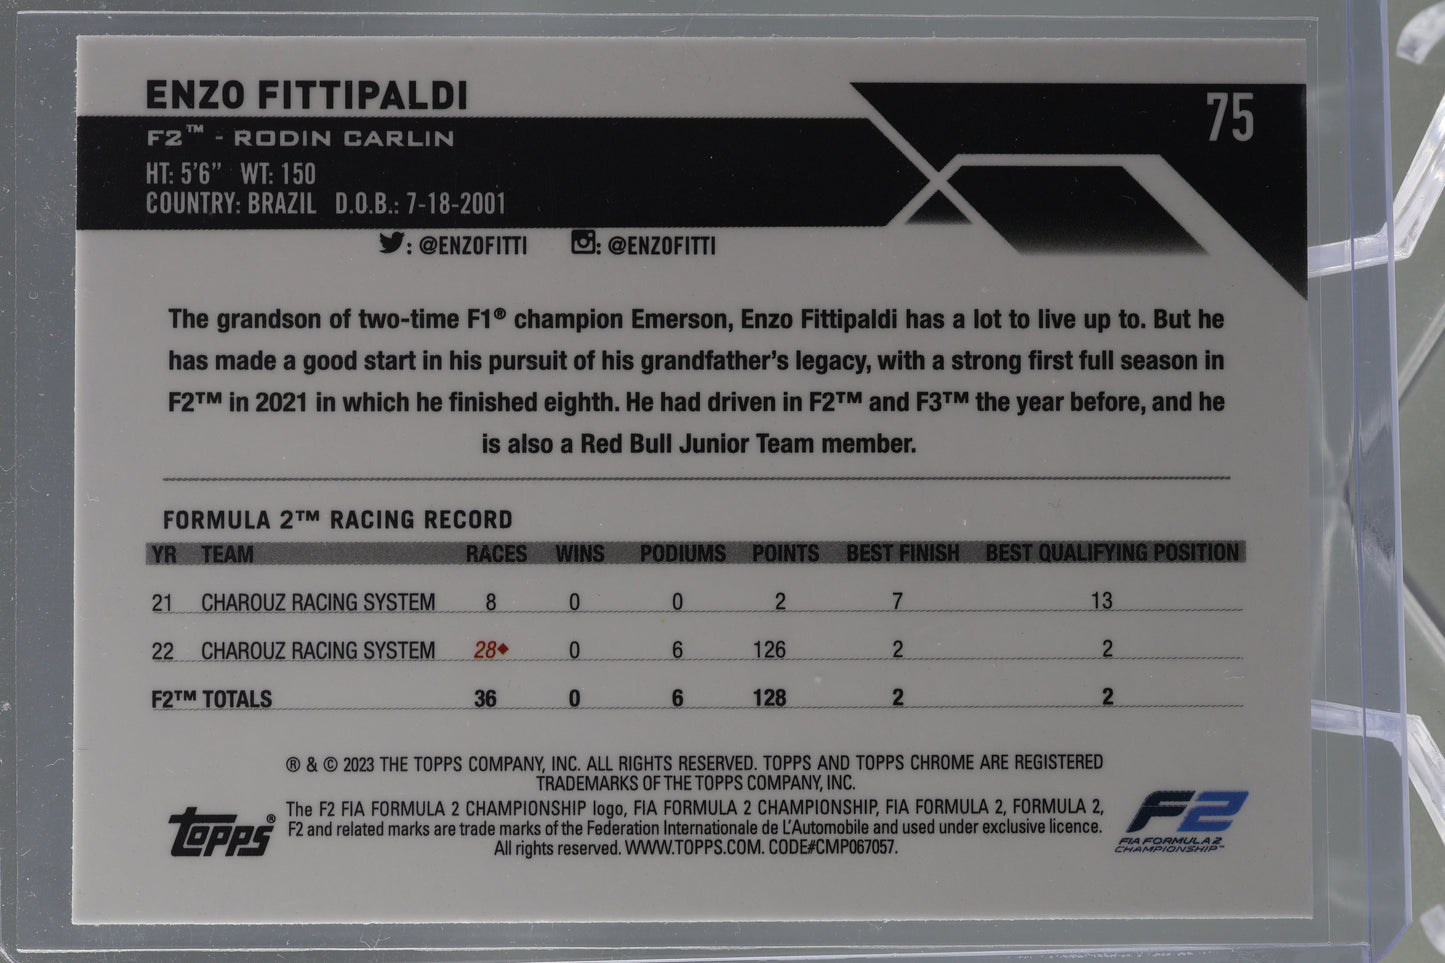 ENZO FITTIPALDI
75
F2™ - RODIN CARLIN
HT: 5'6" WT: 150
COUNTRY: BRAZIL D.O.B.: 7-18-2001
: @ENZOFITTI : @ENZOFITTI
The grandson of two-time F1® champion Emerson, Enzo Fittipaldi has a lot to live up to. But he
has made a good start in his pursuit of his grandfather's legacy, with a strong first full season in
F2™ in 2021 in which he finished eighth. He had driven in F2™ and F3™ the year before, and he
is also a Red Bull Junior Team member.
FORMULA 2™ RACING RECORD
YR TEAM RACES WINS PODIUMS POINTS BEST FINISH BEST QUALIFYING POSITION
21 CHAROUZ RACING SYSTEM 8 0 0 2 7 13
22 CHAROUZ RACING SYSTEM 28♦ 0 6 126 2 2
F2™ TOTALS 36 0 6 128 2 2
® & © 2023 THE TOPPS COMPANY, INC. ALL RIGHTS RESERVED. TOPPS AND TOPPS CHROME ARE REGISTERED
TRADEMARKS OF THE TOPPS COMPANY, INC.
The F2 FIA FORMULA 2 CHAMPIONSHIP logo, FIA FORMULA 2 CHAMPIONSHIP, FIA FORMULA 2, FORMULA 2,
F2 and related marks are trade marks of the Federation Internationale de L'Automobile and used under exclusive licence.
All rights reserved. WWW.TOPPS.COM. CODE#CMP067057.
TOPPS®
F2
FIA FORMULA 2
CHAMPIONSHIP™